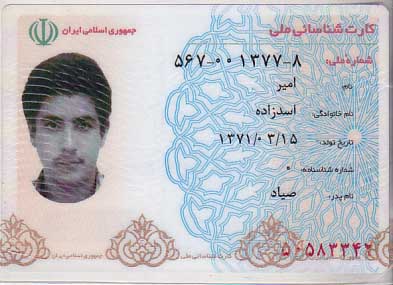 کارت شناسائی ملی
جمهوری اسلامی ایران
شماره ملی: ۵۶۷-۰۰۱۳۷۷-۸
نام: امیر
نام خانوادگی: اسدزاده
تاریخ تولد: ۱۳۷۱/۰۳/۱۵
شماره شناسنامه: ۰
نام پدر: صیاد
۵۰۵۸۳۳۴۲
جمهوری اسلامی ایران
کارت شناسائی ملی